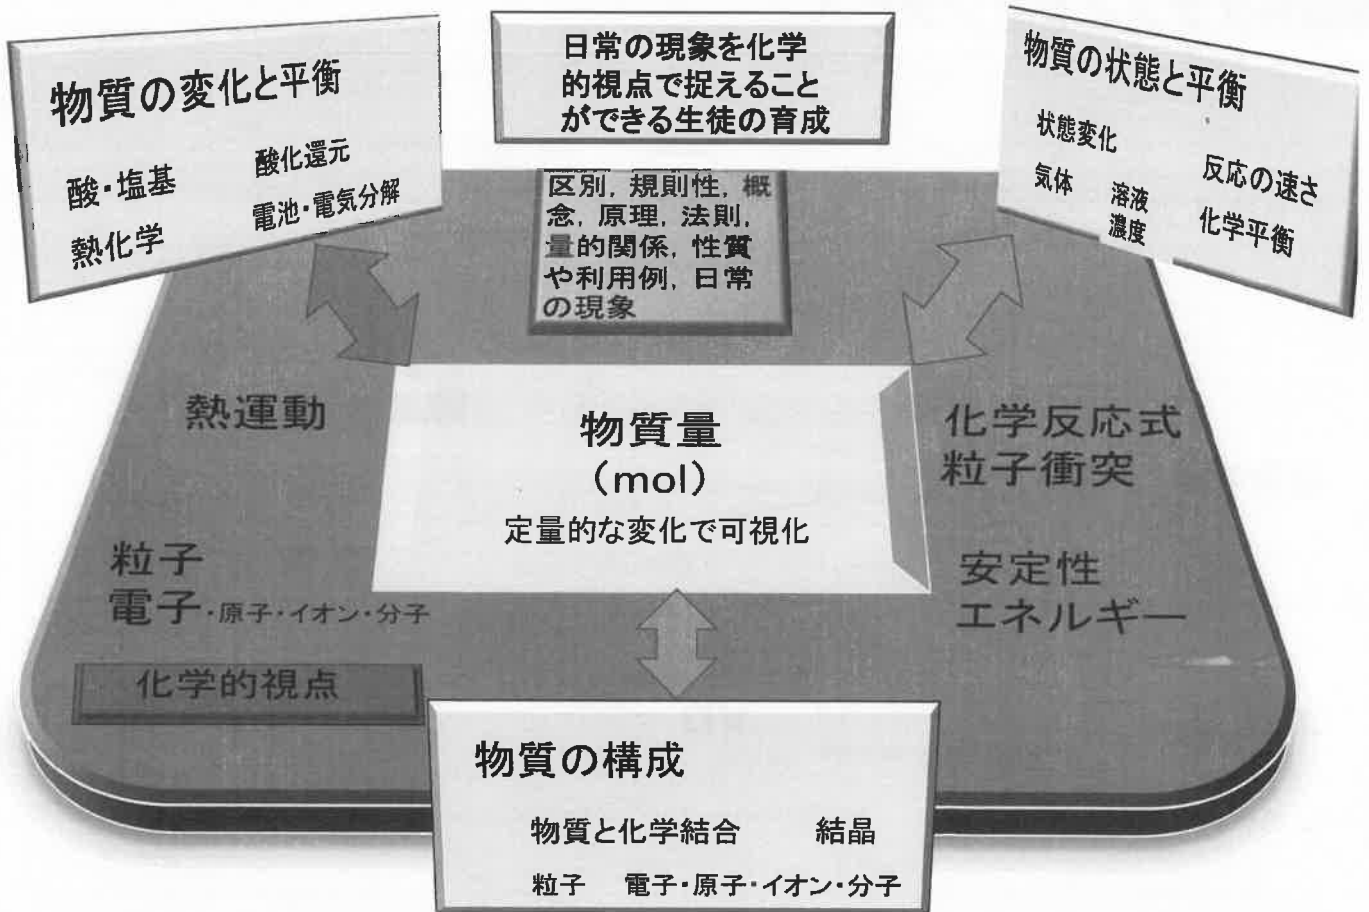 日常の現象を化学
的視点で捉えること
ができる生徒の育成
物質の変化と平衡
酸・塩基
酸化還元
熱化学
電池・電気分解
物質の状態と平衡
状態変化
反応の速さ
気体
溶液
濃度
化学平衡
区別，規則性，概
念，原理，法則，
量的関係，性質
や利用例，日常
の現象
熱運動
物質量
（mol）
定量的な変化で可視化
化学反応式
粒子衝突
粒子
電子・原子・イオン・分子
安定性
エネルギー
化学的視点
物質の構成
物質と化学結合　結晶
粒子　電子・原子・イオン・分子